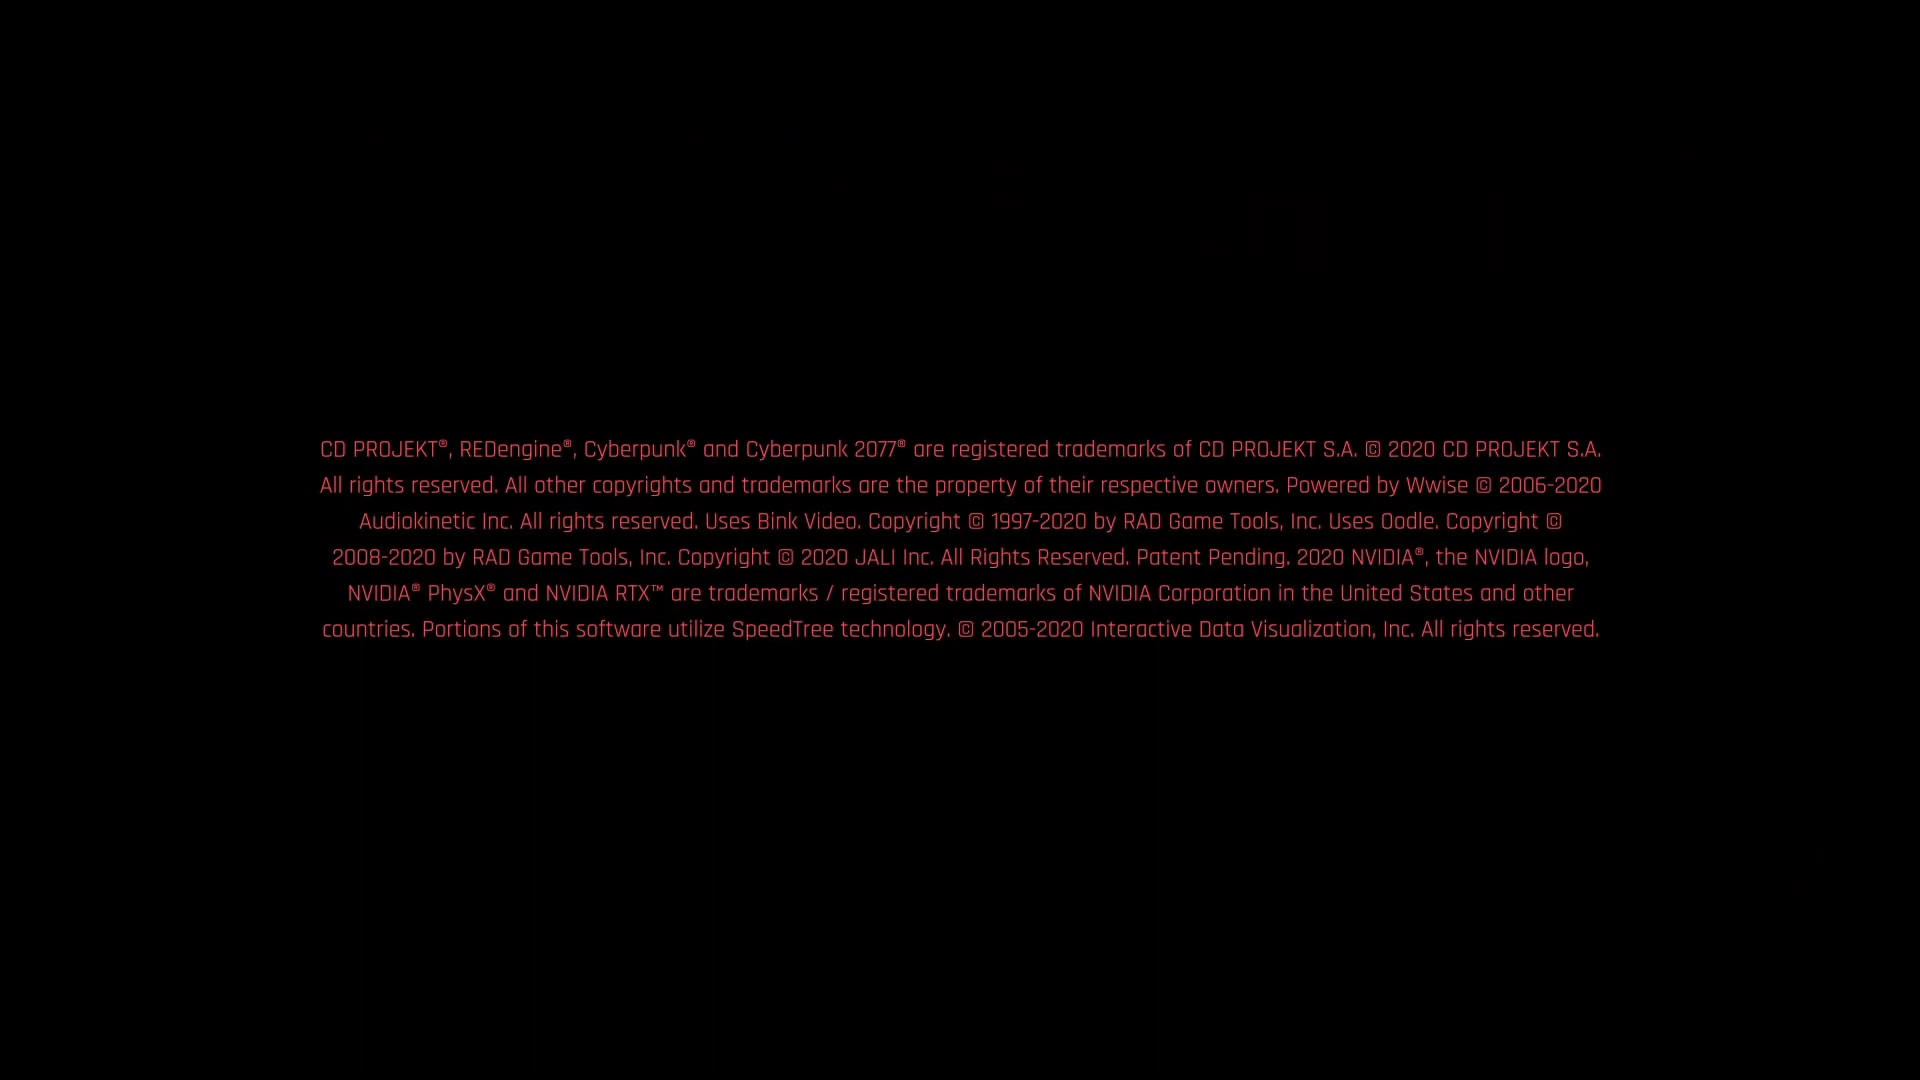 CD PROJEKT®, REDengine®, Cyberpunk® and Cyberpunk 2077® are registered trademarks of CD PROJEKT S.A. © 2020 CD PROJEKT S.A.
All rights reserved. All other copyrights and trademarks are the property of their respective owners. Powered by Wwise © 2006-2020
Audiokinetic Inc. All rights reserved. Uses Bink Video. Copyright © 1997-2020 by RAD Game Tools, Inc. Uses Oodle. Copyright ©
2008-2020 by RAD Game Tools, Inc. Copyright © 2020 JALI Inc. All Rights Reserved. Patent Pending. 2020 NVIDIA®, the NVIDIA logo,
NVIDIA® PhysX® and NVIDIA RTX™ are trademarks / registered trademarks of NVIDIA Corporation in the United States and other
countries. Portions of this software utilize SpeedTree technology. © 2005-2020 Interactive Data Visualization, Inc. All rights reserved.